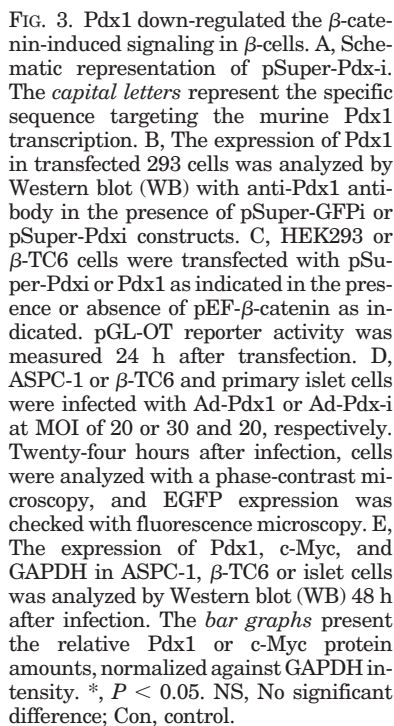 FIG. 3. Pdx1 down-regulated the β-cate-
nin-induced signaling in β-cells. A, Sche-
matic representation of pSuper-Pdx-i.
The capital letters represent the specific
sequence targeting the murine Pdx1
transcription. B, The expression of Pdx1
in transfected 293 cells was analyzed by
Western blot (WB) with anti-Pdx1 anti-
body in the presence of pSuper-GFPi or
pSuper-Pdxi constructs. C, HEK293 or
β-TC6 cells were transfected with pSu-
per-Pdxi or Pdx1 as indicated in the pres-
ence or absence of pEF-β-catenin as in-
dicated. pGL-OT reporter activity was
measured 24 h after transfection. D,
ASPC-1 or β-TC6 and primary islet cells
were infected with Ad-Pdx1 or Ad-Pdx-i
at MOI of 20 or 30 and 20, respectively.
Twenty-four hours after infection, cells
were analyzed with a phase-contrast mi-
croscopy, and EGFP expression was
checked with fluorescence microscopy. E,
The expression of Pdx1, c-Myc, and
GAPDH in ASPC-1, β-TC6 or islet cells
was analyzed by Western blot (WB) 48 h
after infection. The bar graphs present
the relative Pdx1 or c-Myc protein
amounts, normalized against GAPDH in-
tensity. *, P < 0.05. NS, No significant
difference; Con, control.